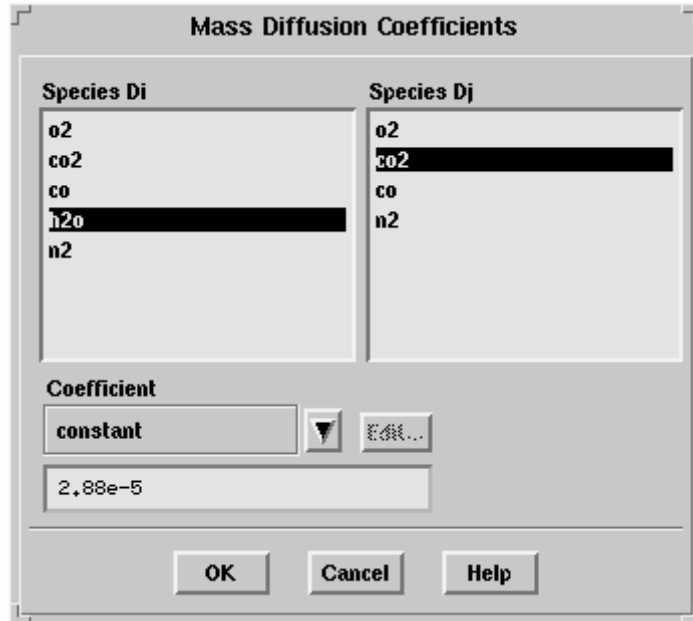 Mass Diffusion Coefficients
Species Di
o2
co2
co
h2o
n2
Species Dj
o2
co2
co
n2
Coefficient
constant
Edit...
2.88e-5
OK
Cancel
Help